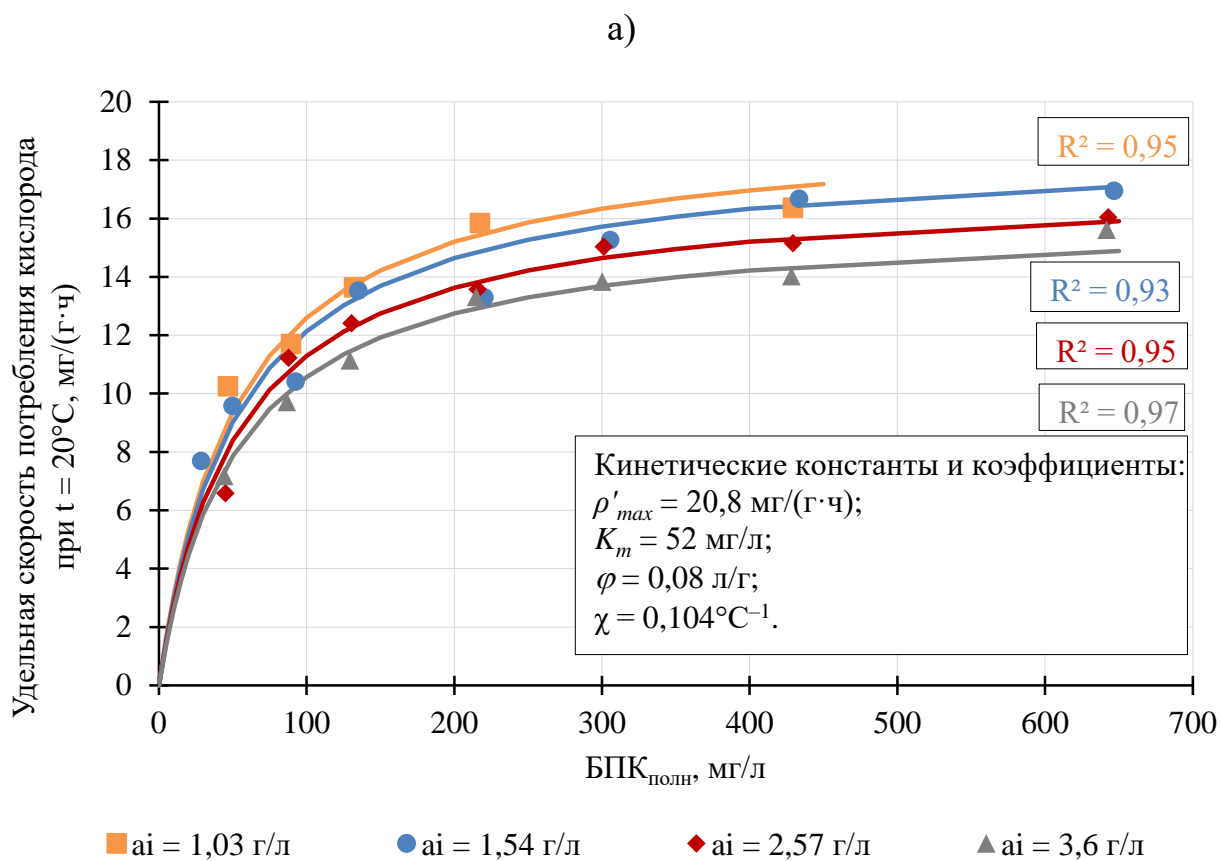 а)
Удельная скорость потребления кислорода
при t = 20°C, мг/(г·ч)
20
18
16
14
12
10
8
6
4
2
0
R² = 0,95
R² = 0,93
R² = 0,95
R² = 0,97
Кинетические константы и коэффициенты:
ρ'max = 20,8 мг/(г·ч);
Km = 52 мг/л;
φ = 0,08 л/г;
χ = 0,104°C⁻¹.
0 100 200 300 400 500 600 700
БПКполн, мг/л
ai = 1,03 г/л ai = 1,54 г/л ai = 2,57 г/л ai = 3,6 г/л